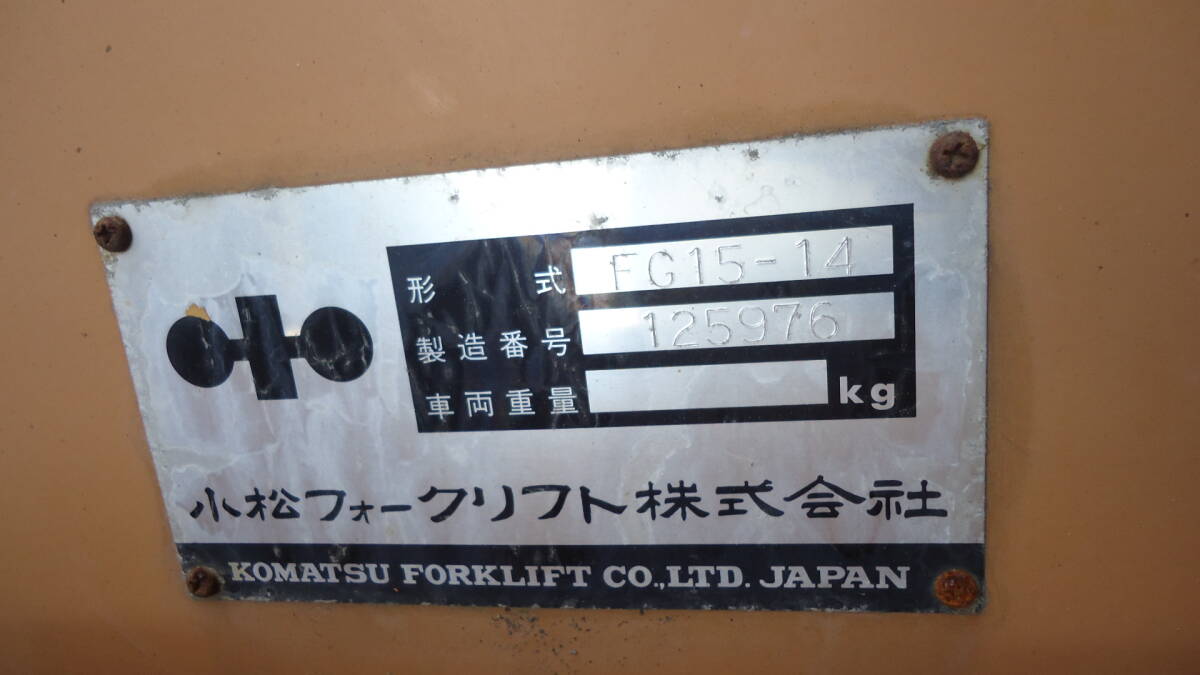 形式 FG15-14
製造番号 125976
車両重量 kg
小松フォークリフト株式会社
KOMATSU FORKLIFT CO.,LTD. JAPAN